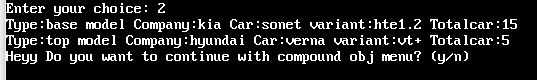 Enter your choice: 2
Type:base model Company:kia Car:sonet variant:hte1.2 Totalcar:15
Type:top model Company:hyundai Car:verna variant:vt+ Totalcar:5
Heyy Do you want to continue with compound obj menu? (y/n)